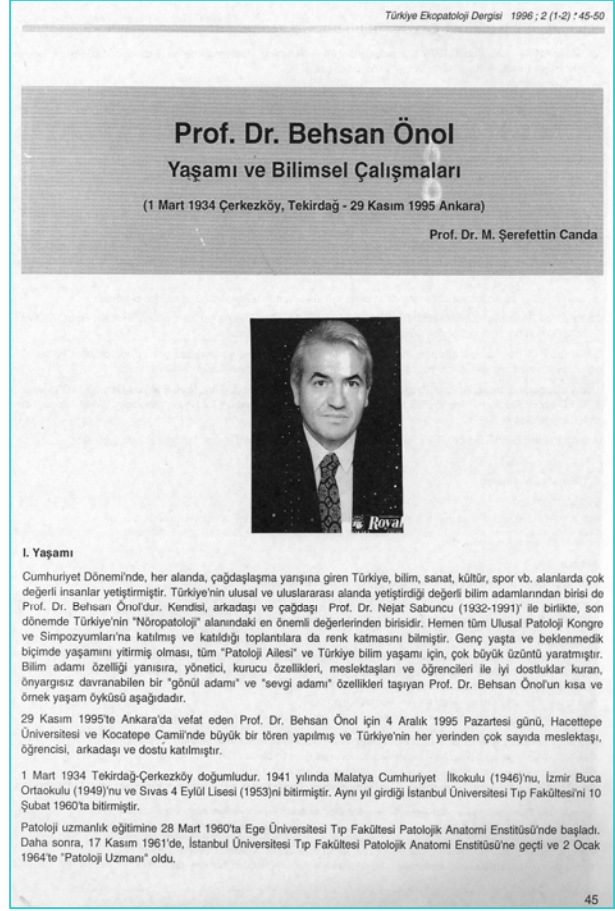 Türkiye Ekopatoloji Dergisi 1996 ; 2 (1-2) : 45-50
Prof. Dr. Behsan Önol
Yaşamı ve Bilimsel Çalışmaları
(1 Mart 1934 Çerkezköy, Tekirdağ - 29 Kasım 1995 Ankara)
Prof. Dr. M. Şerefettin Canda
Royal
I. Yaşamı
Cumhuriyet Dönemi'nde, her alanda, çağdaşlaşma yarışına giren Türkiye, bilim, sanat, kültür, spor vb. alanlarda çok
değerli insanlar yetiştirmiştir. Türkiye'nin ulusal ve uluslararası alanda yetiştirdiği değerli bilim adamlarından birisi de
Prof. Dr. Behsan Önol'dur. Kendisi, arkadaşı ve çağdaşı Prof. Dr. Nejat Sabuncu (1932-1991)' ile birlikte, son
dönemde Türkiye'nin "Nöropatoloji" alanındaki en önemli değerlerinden birisidir. Hemen tüm Ulusal Patoloji Kongre
ve Simpozyumları'na katılmış ve katıldığı toplantılara da renk katmasını bilmiştir. Genç yaşta ve beklenmedik
biçimde yaşamını yitirmiş olması, tüm "Patoloji Ailesi" ve Türkiye bilim yaşamı için, çok büyük üzüntü yaratmıştır.
Bilim adamı özelliği yanısıra, yönetici, kurucu özellikleri, meslektaşları ve öğrencileri ile iyi dostluklar kuran,
önyargısız davranabilen bir "gönül adamı" ve "sevgi adamı" özellikleri taşıyan Prof. Dr. Behsan Önol'un kısa ve
örnek yaşam öyküsü aşağıdadır.
29 Kasım 1995'te Ankara'da vefat eden Prof. Dr. Behsan Önol için 4 Aralık 1995 Pazartesi günü, Hacettepe
Üniversitesi ve Kocatepe Camii'nde büyük bir tören yapılmış ve Türkiye'nin her yerinden çok sayıda meslektaşı,
öğrencisi, arkadaşı ve dostu katılmıştır.
1 Mart 1934 Tekirdağ-Çerkezköy doğumludur. 1941 yılında Malatya Cumhuriyet İlkokulu (1946)'nu, İzmir Buca
Ortaokulu (1949)'nu ve Sıvas 4 Eylül Lisesi (1953)ni bitirmiştir. Aynı yıl girdiği İstanbul Üniversitesi Tıp Fakültesi'ni 10
Şubat 1960'ta bitirmiştir.
Patoloji uzmanlık eğitimine 28 Mart 1960'ta Ege Üniversitesi Tıp Fakültesi Patolojik Anatomi Enstitüsü'nde başladı.
Daha sonra, 17 Kasım 1961'de, İstanbul Üniversitesi Tıp Fakültesi Patolojik Anatomi Enstitüsü'ne geçti ve 2 Ocak
1964'te "Patoloji Uzmanı" oldu.
45